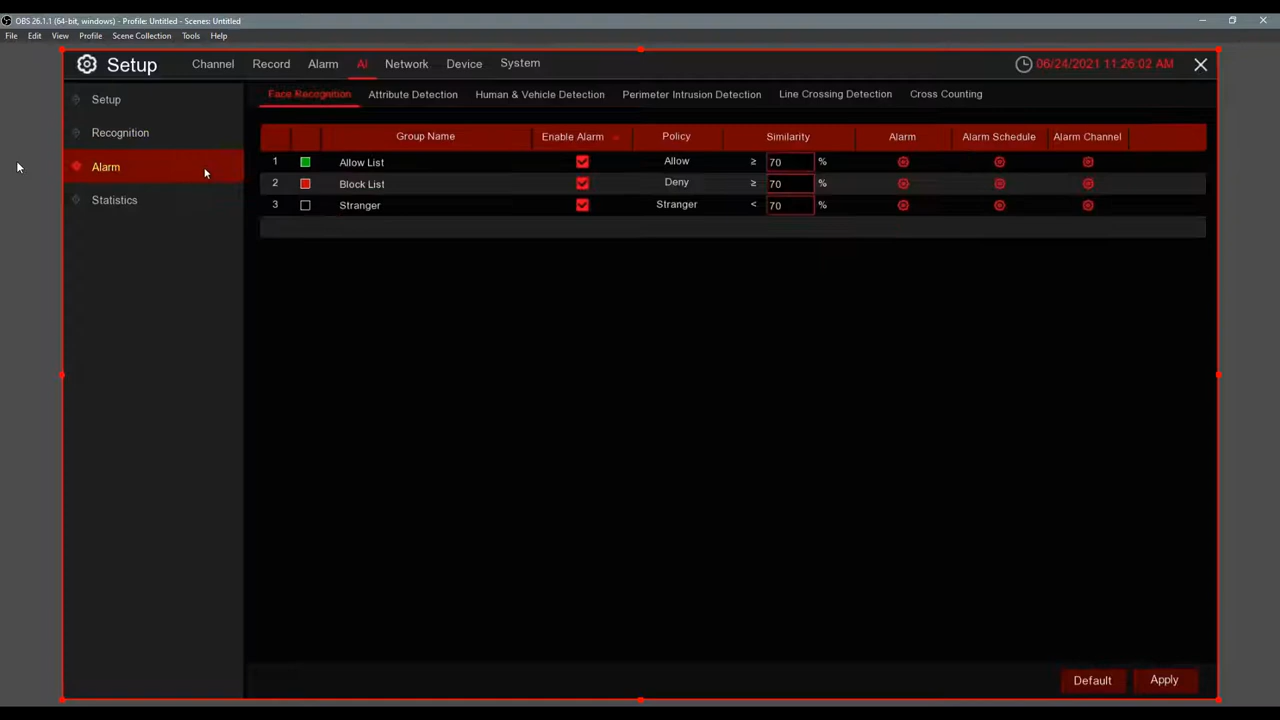 OBS 26.1.1 (64-bit, windows) - Profile: Untitled - Scenes: Untitled
File Edit View Profile Scene Collection Tools Help
Setup Channel Record Alarm AI Network Device System 06/24/2021 11:26:02 AM
Setup
Recognition
Alarm
Statistics
Face Recognition Attribute Detection Human & Vehicle Detection Perimeter Intrusion Detection Line Crossing Detection Cross Counting
Group Name Enable Alarm Policy Similarity Alarm Alarm Schedule Alarm Channel
1 Allow List Allow ≥ 70 %
2 Block List Deny ≥ 70 %
3 Stranger Stranger < 70 %
Default Apply